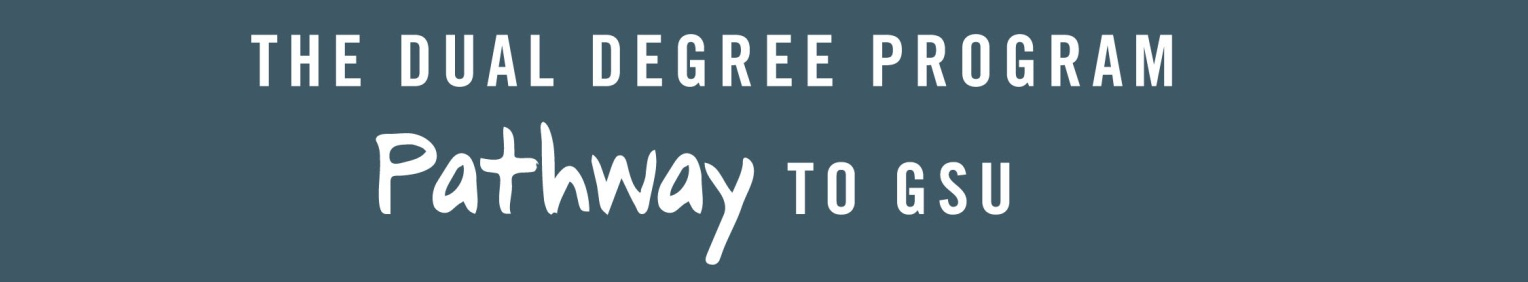 THE DUAL DEGREE PROGRAM
Pathway TO GSU